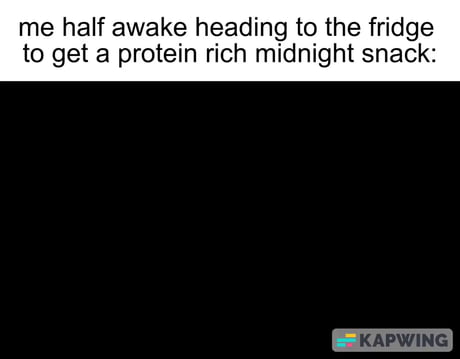 me half awake heading to the fridge
to get a protein rich midnight snack:
KAPWING